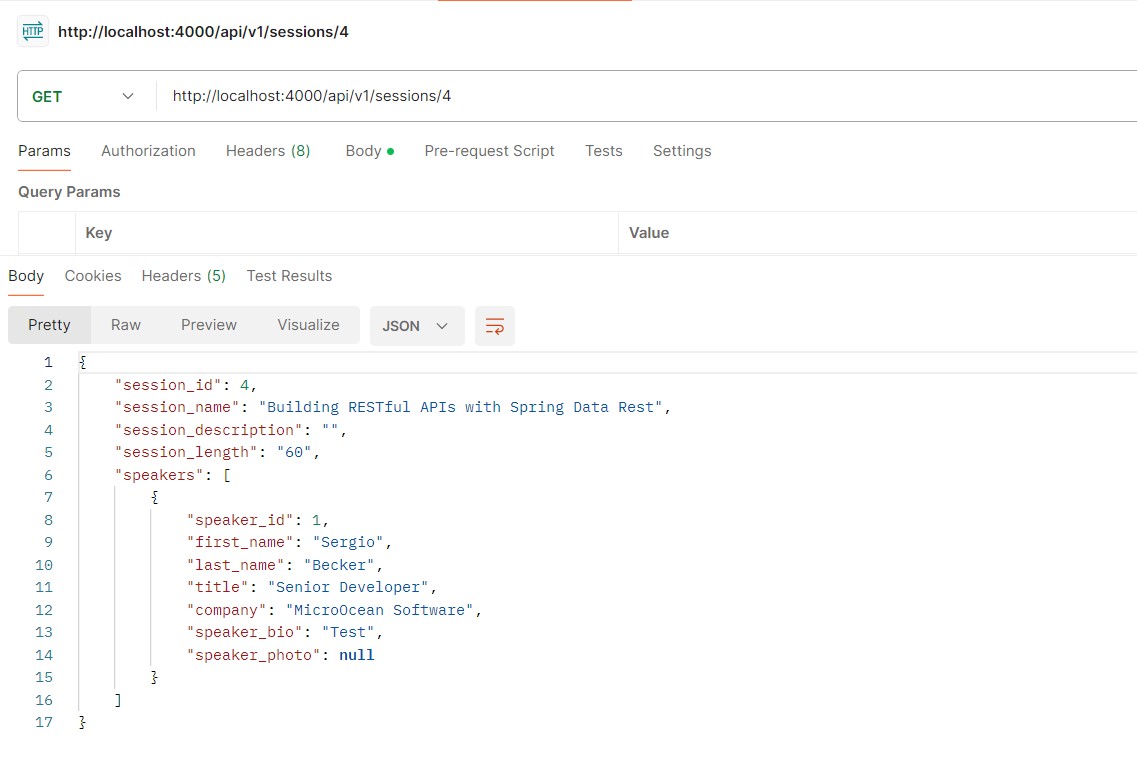 HTTP http://localhost:4000/api/v1/sessions/4
GET http://localhost:4000/api/v1/sessions/4
Params Authorization Headers (8) Body Pre-request Script Tests Settings
Query Params
Key Value
Body Cookies Headers (5) Test Results
Pretty Raw Preview Visualize JSON
1 {
2 "session_id": 4,
3 "session_name": "Building RESTful APIs with Spring Data Rest",
4 "session_description": "",
5 "session_length": "60",
6 "speakers": [
7 {
8 "speaker_id": 1,
9 "first_name": "Sergio",
10 "last_name": "Becker",
11 "title": "Senior Developer",
12 "company": "MicroOcean Software",
13 "speaker_bio": "Test",
14 "speaker_photo": null
15 }
16 ]
17 }